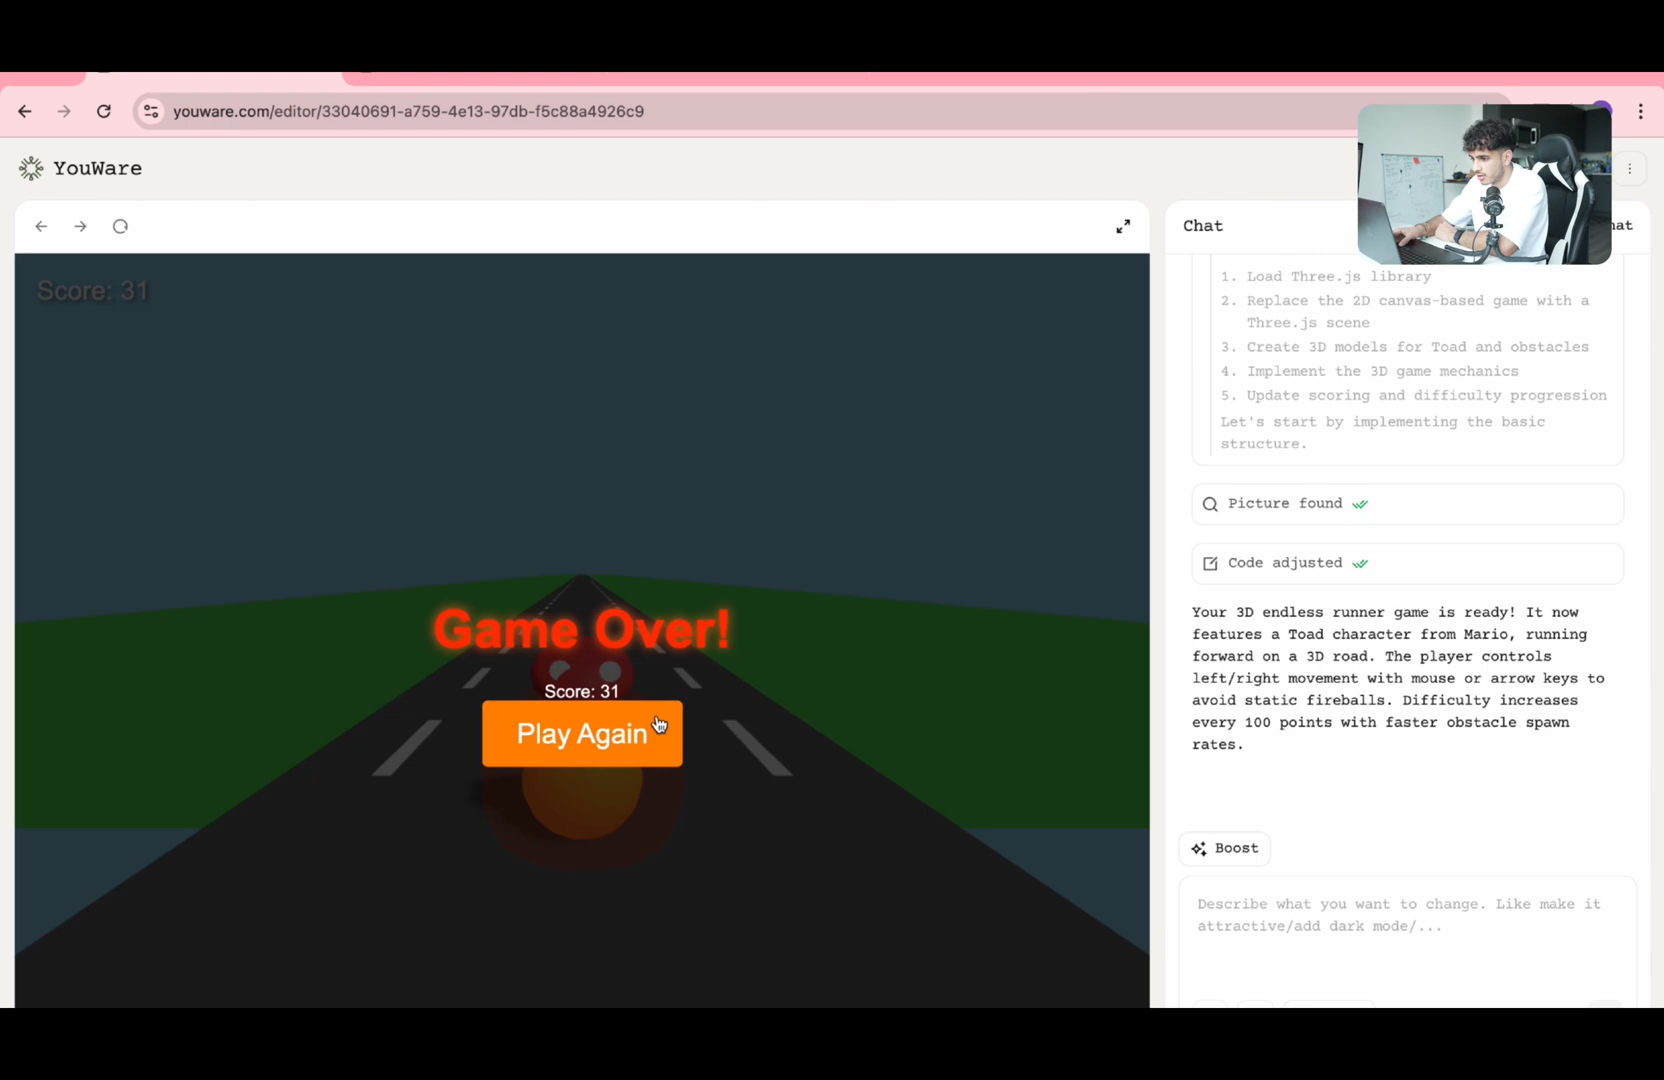 youware.com/editor/33040691-a759-4e13-97db-f5c88a4926c9
YouWare
Chat
Score: 31
1. Load Three.js library
2. Replace the 2D canvas-based game with a
Three.js scene
3. Create 3D models for Toad and obstacles
4. Implement the 3D game mechanics
5. Update scoring and difficulty progression
Let's start by implementing the basic
structure.
Picture found
Code adjusted
Your 3D endless runner game is ready! It now
features a Toad character from Mario, running
forward on a 3D road. The player controls
left/right movement with mouse or arrow keys to
avoid static fireballs. Difficulty increases
every 100 points with faster obstacle spawn
rates.
Game Over!
Score: 31
Play Again
Boost
Describe what you want to change. Like make it
attractive/add dark mode/...